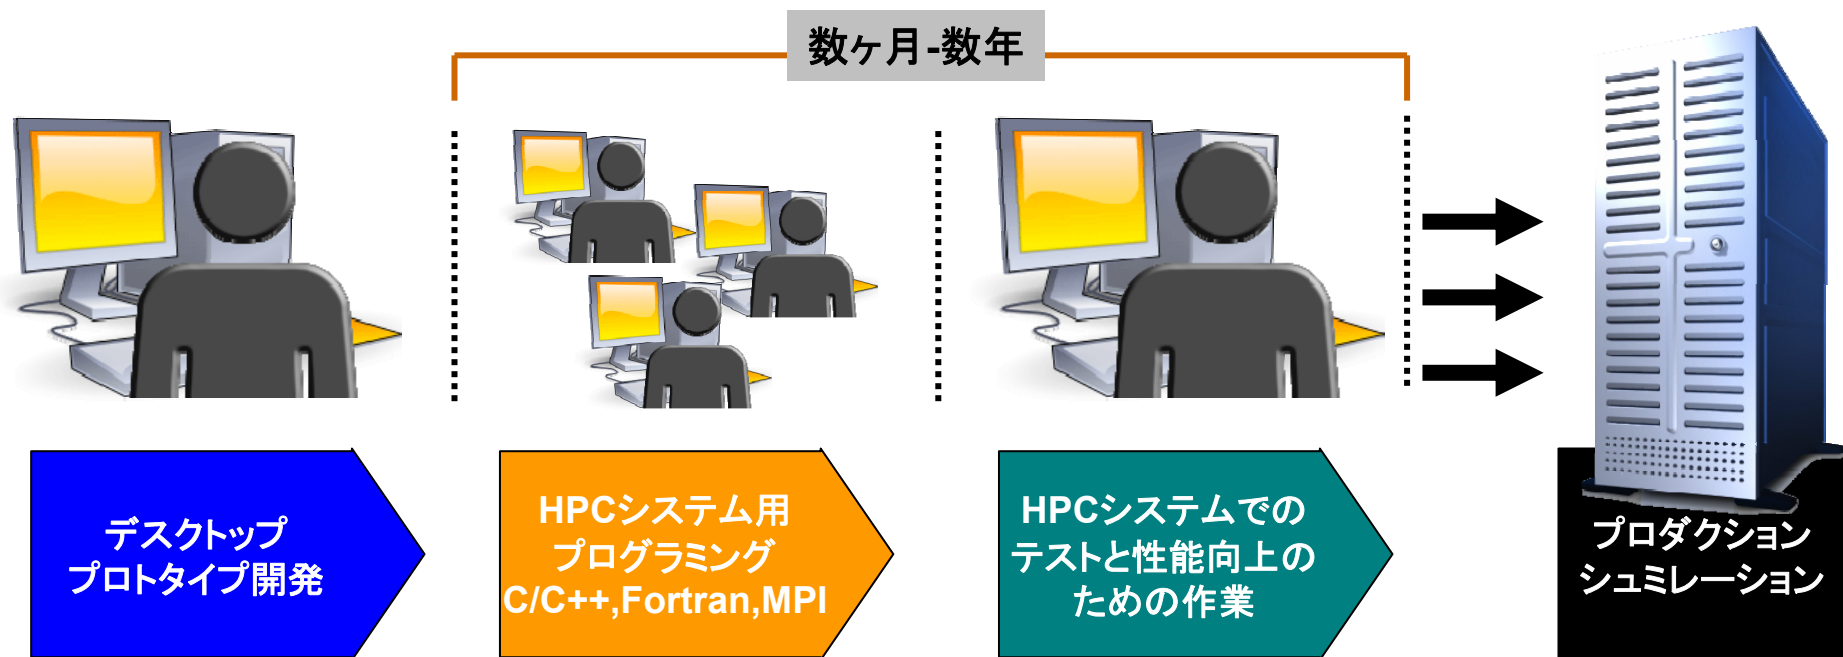 数ヶ月-数年
デスクトップ
プロトタイプ開発
HPCシステム用
プログラミング
C/C++,Fortran,MPI
HPCシステムでの
テストと性能向上の
ための作業
プロダクション
シュミレーション